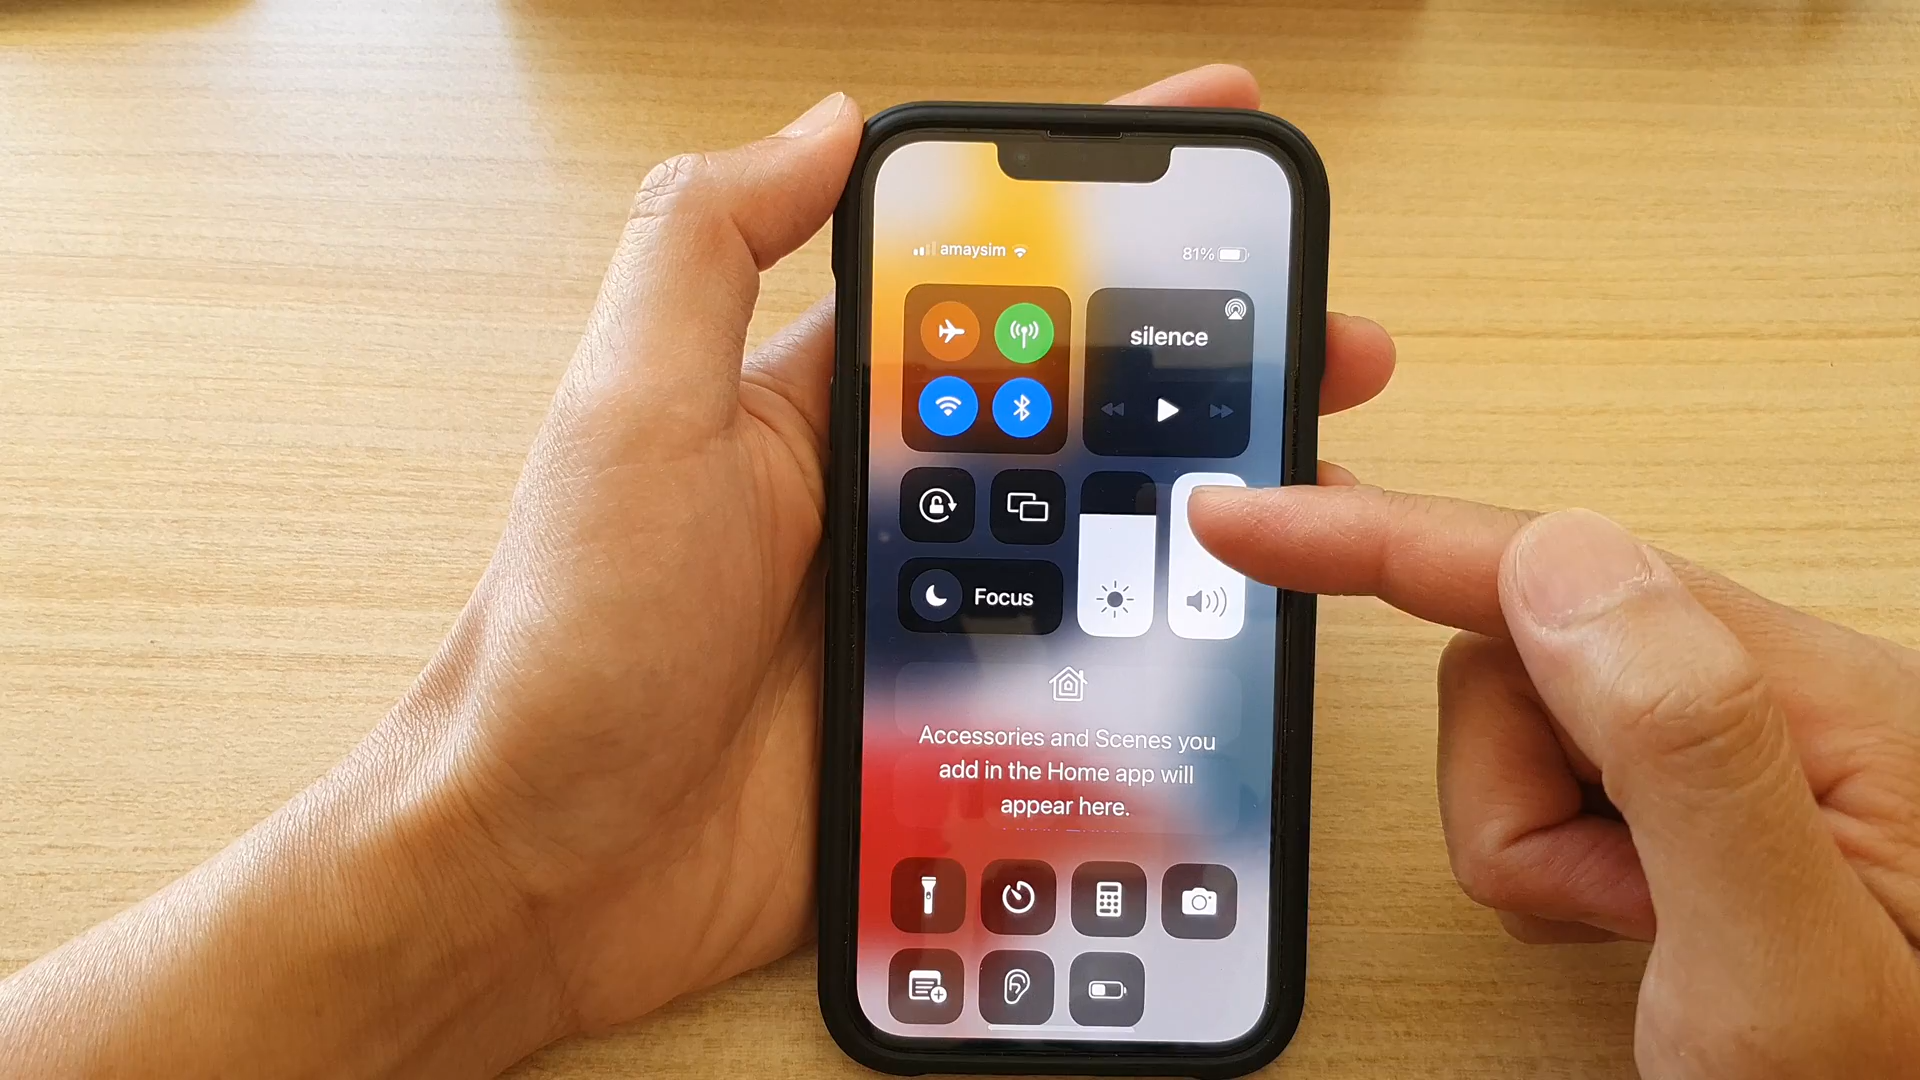 amaysim
81%
silence
Focus
Accessories and Scenes you
add in the Home app will
appear here.